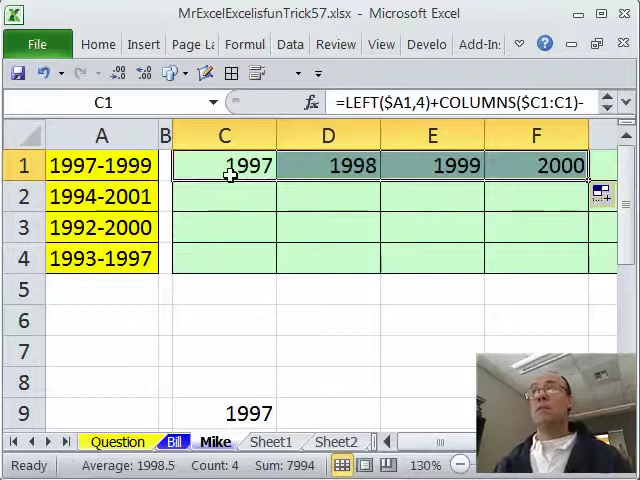 MrExcelExcelisfunTrick57.xlsx - Microsoft Excel
File Home Insert Page La Formul Data Review View Develo Add-In:
C1 fx =LEFT($A1,4)+COLUMNS($C1:C1)-
A B C D E F
1 1997-1999 1997 1998 1999 2000
2 1994-2001
3 1992-2000
4 1993-1997
5
6
7
8
9 1997
Question Bill Mike Sheet1 Sheet2
Ready Average: 1998.5 Count: 4 Sum: 7994 130%